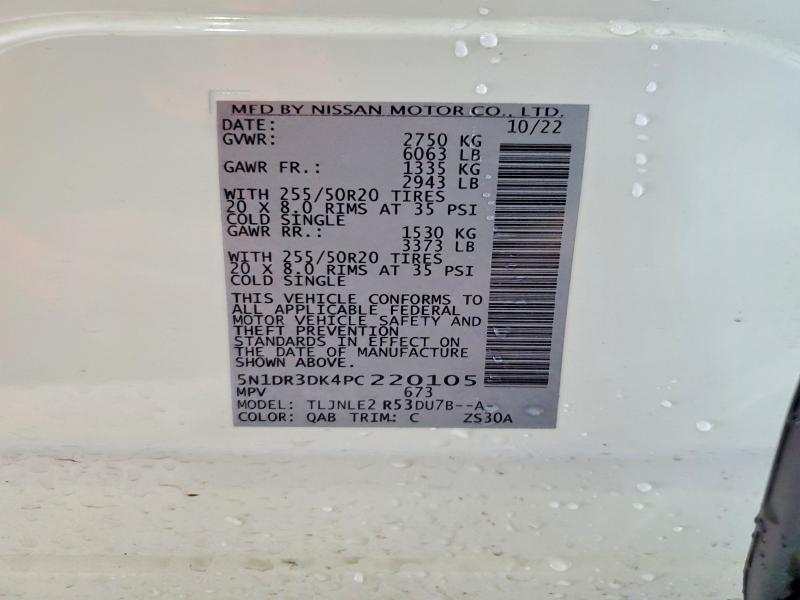 MFD BY NISSAN MOTOR CO., LTD.
DATE: 10/22
GVWR: 2750 KG
6063 LB
GAWR FR.: 1335 KG
2943 LB
WITH 255/50R20 TIRES
20 X 8.0 RIMS AT 35 PSI
COLD SINGLE
GAWR RR.: 1530 KG
3373 LB
WITH 255/50R20 TIRES
20 X 8.0 RIMS AT 35 PSI
COLD SINGLE
THIS VEHICLE CONFORMS TO
ALL APPLICABLE FEDERAL
MOTOR VEHICLE SAFETY AND
THEFT PREVENTION
STANDARDS IN EFFECT ON
THE DATE OF MANUFACTURE
SHOWN ABOVE.
5N1DR3DK4PC220105
MPV 673
MODEL: TLJNLE2 R53DU7B--A-
COLOR: QAB TRIM: C ZS30A